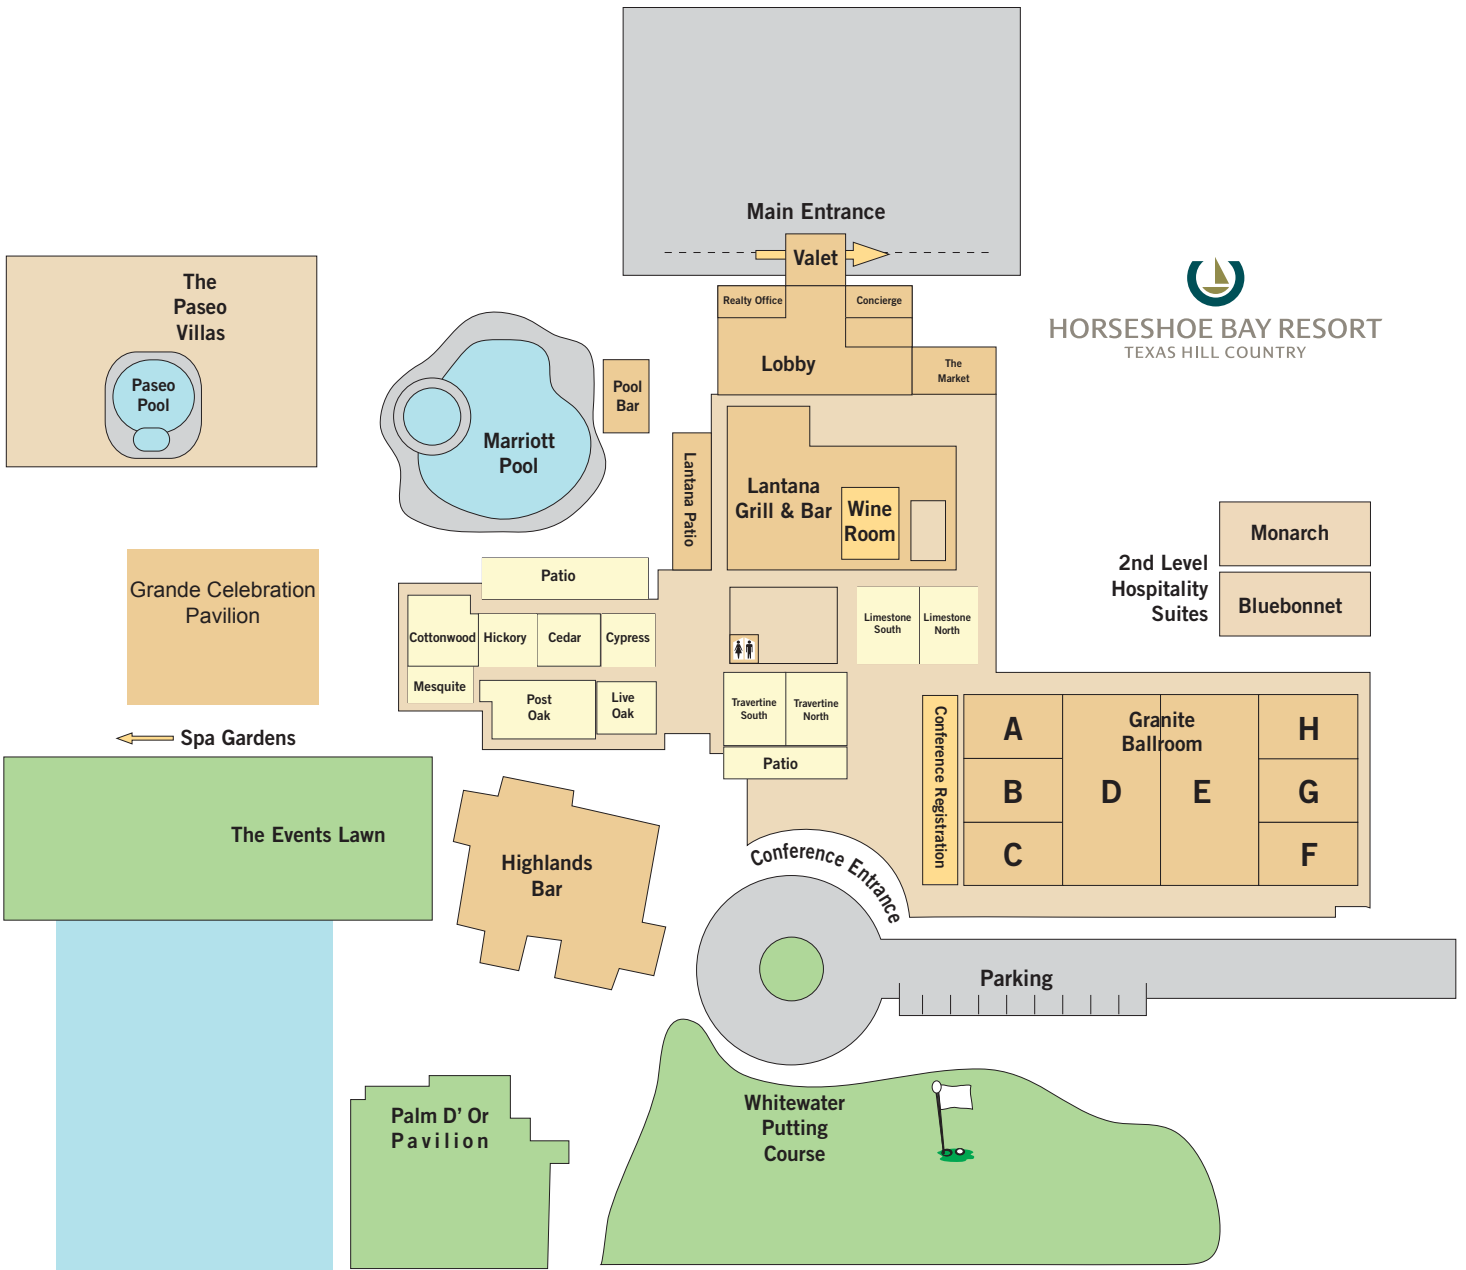 Main Entrance
Valet
Realty Office
Concierge
Lobby
The
Market
HORSESHOE BAY RESORT
TEXAS HILL COUNTRY
The
Paseo
Villas
Paseo
Pool
Marriott
Pool
Pool
Bar
Lantana Patio
Lantana
Grill & Bar
Wine
Room
2nd Level
Hospitality
Suites
Monarch
Bluebonnet
Grande Celebration
Pavilion
Patio
Cottonwood
Hickory
Cedar
Cypress
Mesquite
Post
Oak
Live
Oak
Limestone
South
Limestone
North
Travertine
South
Travertine
North
Patio
Conference Registration
Granite
Ballroom
A
B
C
D
E
H
G
F
Spa Gardens
The Events Lawn
Highlands
Bar
Conference Entrance
Parking
Palm D' Or
Pavilion
Whitewater
Putting
Course